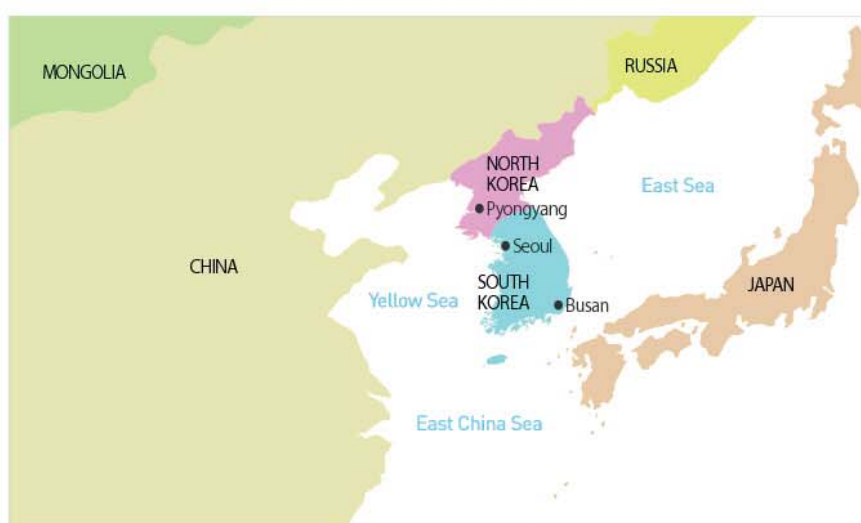 MONGOLIA
RUSSIA
NORTH
KOREA
East Sea
Pyongyang
Seoul
CHINA
SOUTH
KOREA
JAPAN
Yellow Sea
Busan
East China Sea